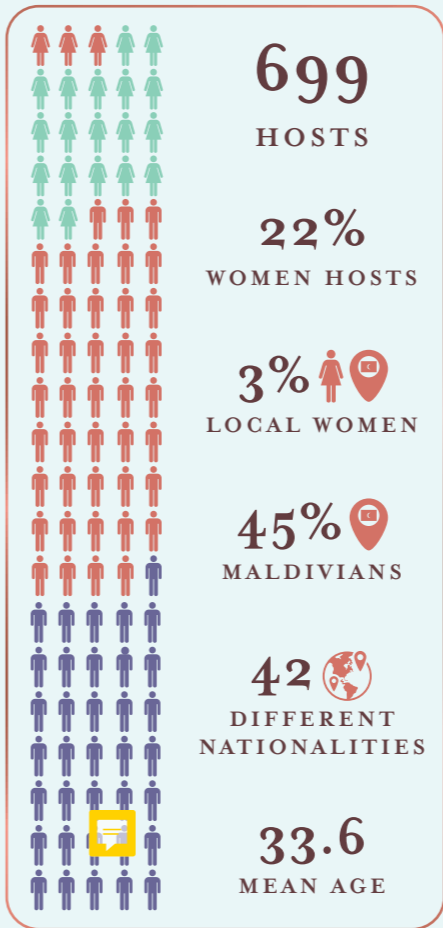 699
HOSTS
22%
WOMEN HOSTS
3%
LOCAL WOMEN
45%
MALDIVIANS
42
DIFFERENT
NATIONALITIES
33.6
MEAN AGE